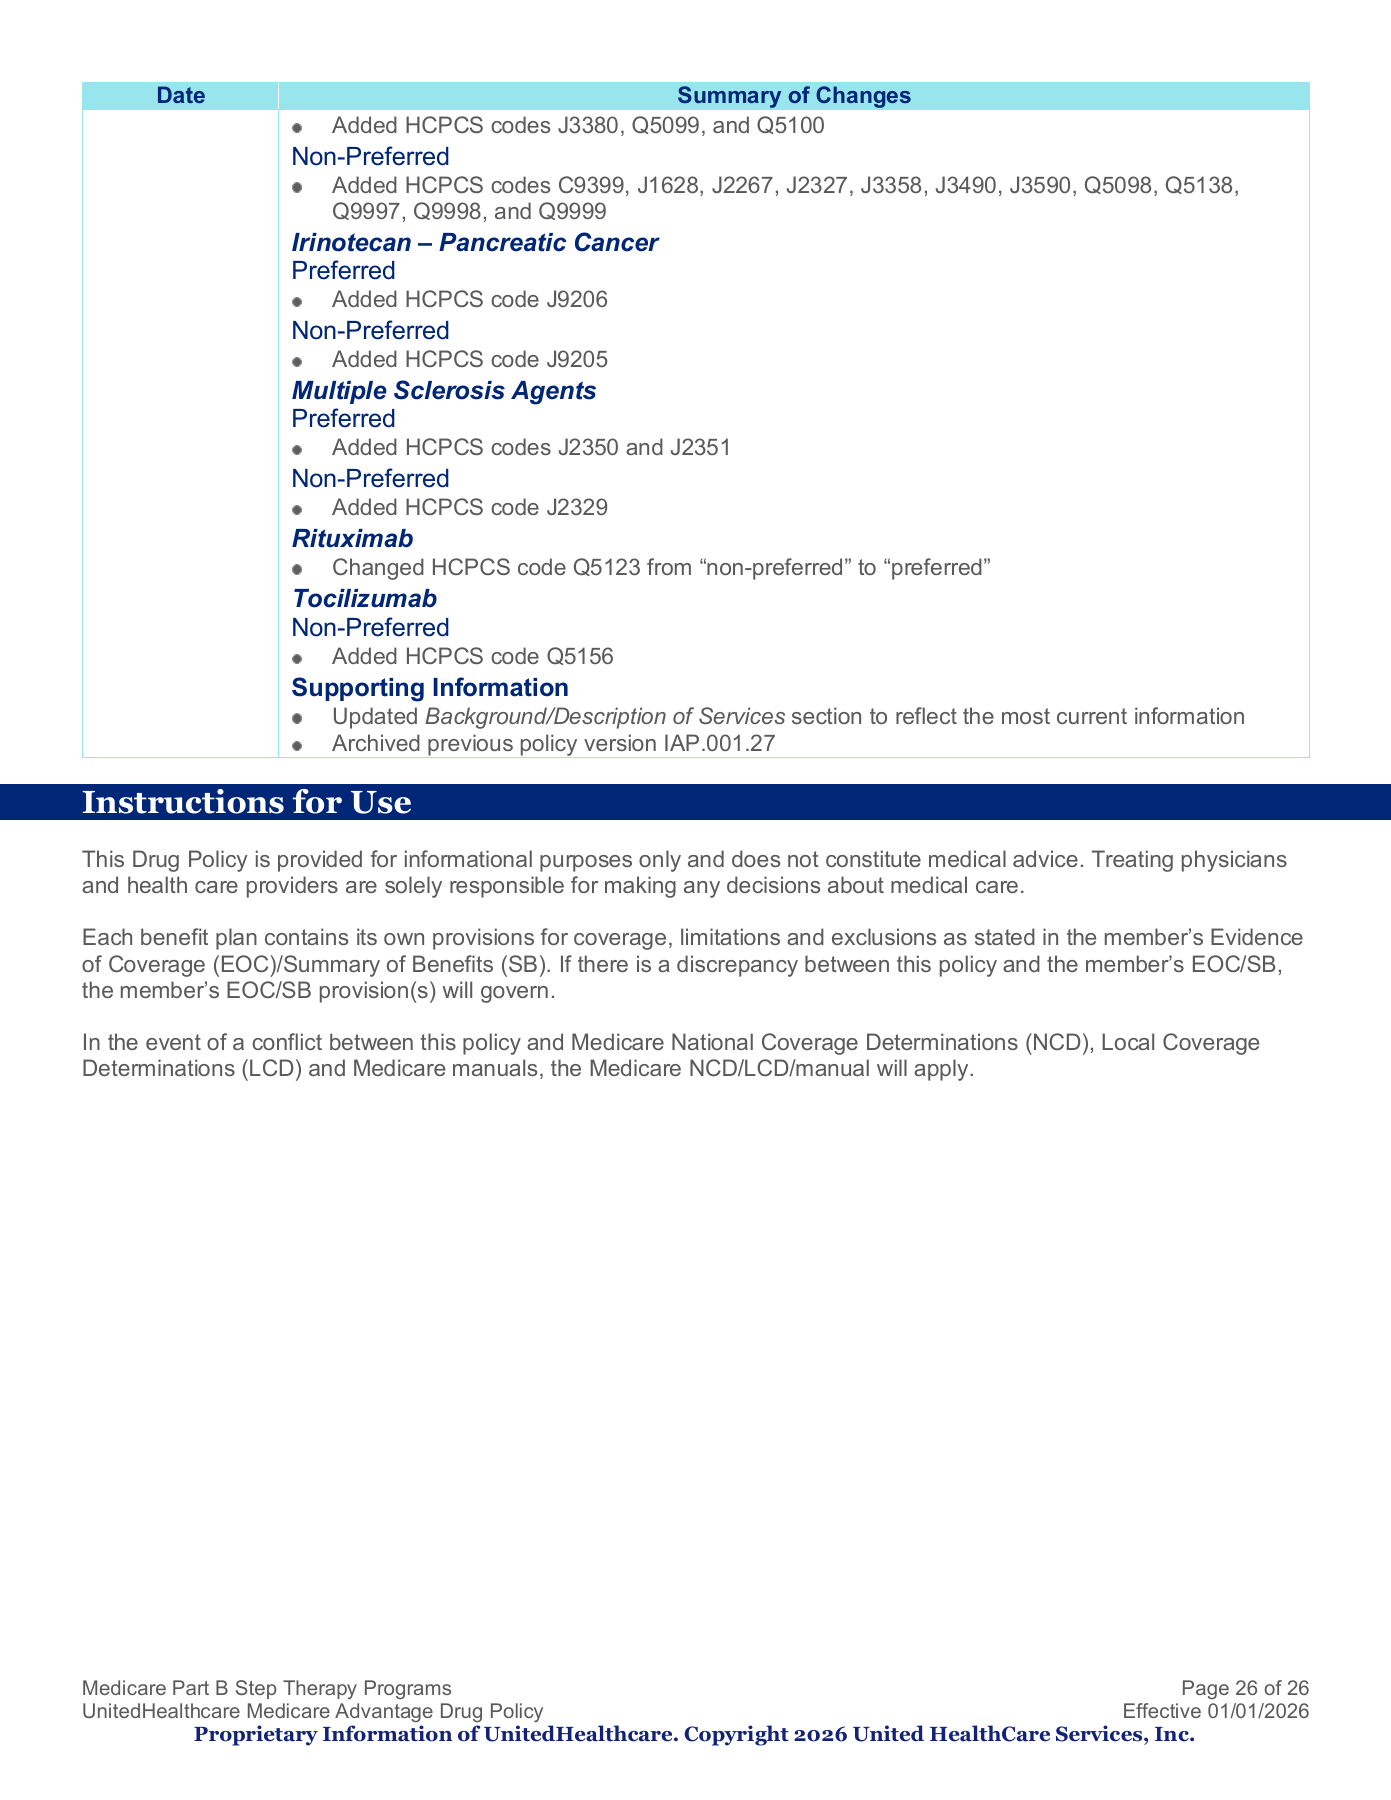 Date Summary of Changes
● Added HCPCS codes J3380, Q5099, and Q5100
Non-Preferred
● Added HCPCS codes C9399, J1628, J2267, J2327, J3358, J3490, J3590, Q5098, Q5138,
Q9997, Q9998, and Q9999
Irinotecan – Pancreatic Cancer
Preferred
● Added HCPCS code J9206
Non-Preferred
● Added HCPCS code J9205
Multiple Sclerosis Agents
Preferred
● Added HCPCS codes J2350 and J2351
Non-Preferred
● Added HCPCS code J2329
Rituximab
● Changed HCPCS code Q5123 from “non-preferred” to “preferred”
Tocilizumab
Non-Preferred
● Added HCPCS code Q5156
Supporting Information
● Updated Background/Description of Services section to reflect the most current information
● Archived previous policy version IAP.001.27
Instructions for Use
This Drug Policy is provided for informational purposes only and does not constitute medical advice. Treating physicians
and health care providers are solely responsible for making any decisions about medical care.
Each benefit plan contains its own provisions for coverage, limitations and exclusions as stated in the member’s Evidence
of Coverage (EOC)/Summary of Benefits (SB). If there is a discrepancy between this policy and the member’s EOC/SB,
the member’s EOC/SB provision(s) will govern.
In the event of a conflict between this policy and Medicare National Coverage Determinations (NCD), Local Coverage
Determinations (LCD) and Medicare manuals, the Medicare NCD/LCD/manual will apply.
Medicare Part B Step Therapy Programs Page 26 of 26
UnitedHealthcare Medicare Advantage Drug Policy Effective 01/01/2026
Proprietary Information of UnitedHealthcare. Copyright 2026 United HealthCare Services, Inc.